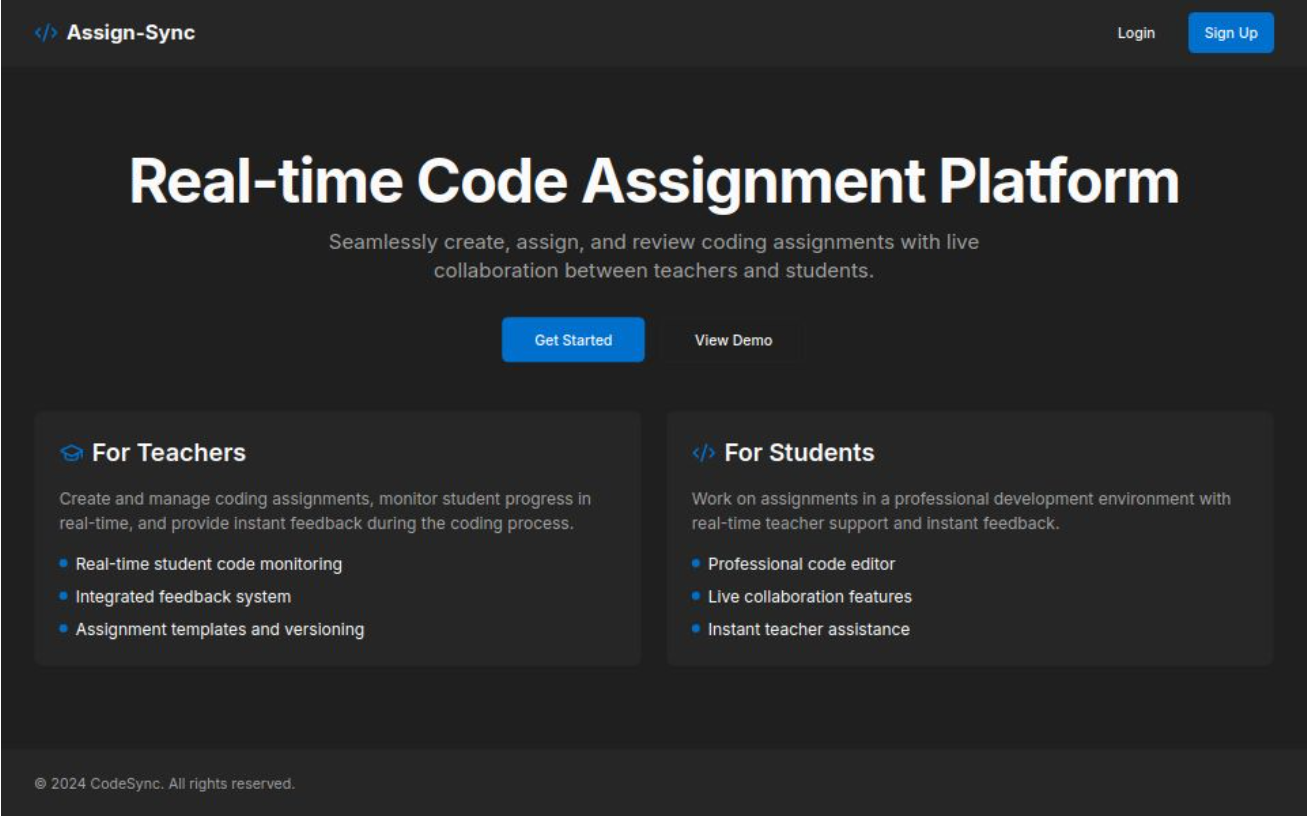 Assign-Sync
Login
Sign Up
Real-time Code Assignment Platform
Seamlessly create, assign, and review coding assignments with live
collaboration between teachers and students.
Get Started
View Demo
For Teachers
Create and manage coding assignments, monitor student progress in
real-time, and provide instant feedback during the coding process.
Real-time student code monitoring
Integrated feedback system
Assignment templates and versioning
For Students
Work on assignments in a professional development environment with
real-time teacher support and instant feedback.
Professional code editor
Live collaboration features
Instant teacher assistance
© 2024 CodeSync. All rights reserved.